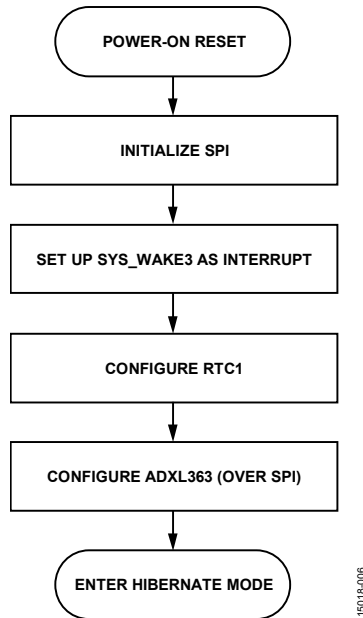 POWER-ON RESET
INITIALIZE SPI
SET UP SYS_WAKE3 AS INTERRUPT
CONFIGURE RTC1
CONFIGURE ADXL363 (OVER SPI)
ENTER HIBERNATE MODE
15018-006